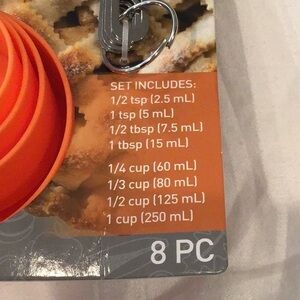 SET INCLUDES:
1/2 tsp (2.5 mL)
1 tsp (5 mL)
1/2 tbsp (7.5 mL)
1 tbsp (15 mL)
1/4 cup (60 mL)
1/3 cup (80 mL)
1/2 cup (125 mL)
1 cup (250 mL)
8 PC